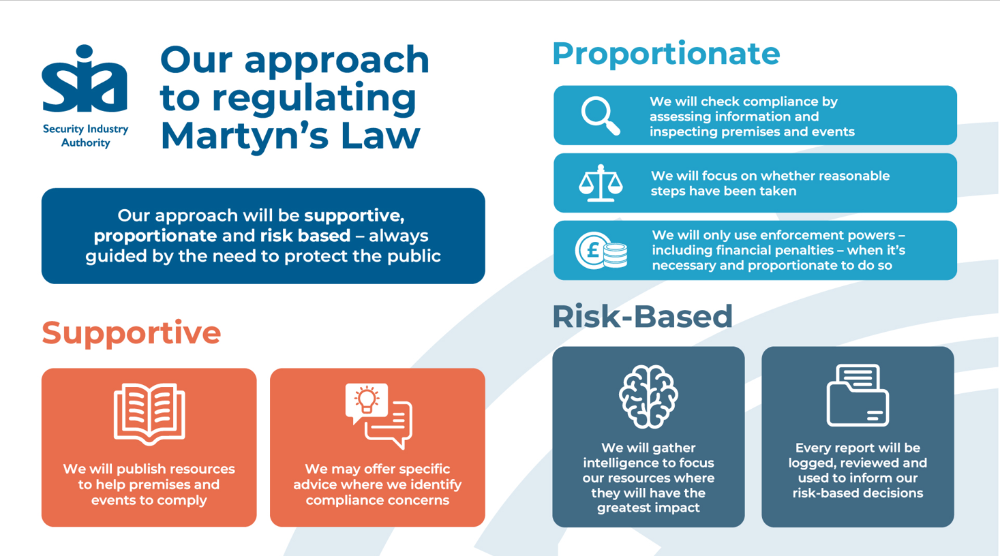 sia
Security Industry
Authority
Our approach
to regulating
Martyn's Law
Our approach will be supportive,
proportionate and risk based – always
guided by the need to protect the public
Supportive
We will publish resources
to help premises and
events to comply
We may offer specific
advice where we identify
compliance concerns
Proportionate
We will check compliance by
assessing information and
inspecting premises and events
We will focus on whether reasonable
steps have been taken
£
We will only use enforcement powers –
including financial penalties – when it's
necessary and proportionate to do so
Risk-Based
We will gather
intelligence to focus
our resources where
they will have the
greatest impact
Every report will be
logged, reviewed and
used to inform our
risk-based decisions